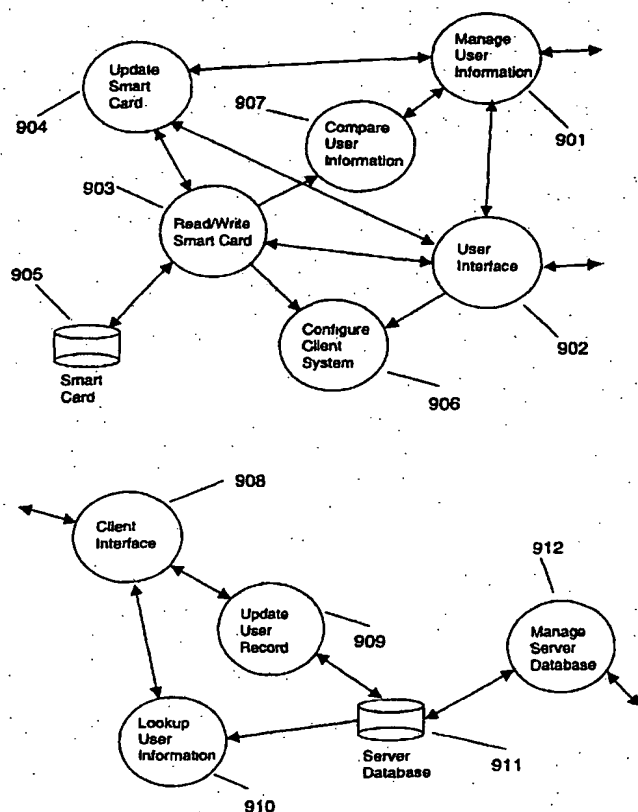 Update
Smart
Card
904
Manage
User
Information
901
907
Compare
User
Information
903
Read/Write
Smart Card
User
Interface
902
905
Smart
Card
Configure
Client
System
906
908
Client
Interface
Update
User
Record
909
912
Manage
Server
Database
Lookup
User
Information
910
Server
Database
911